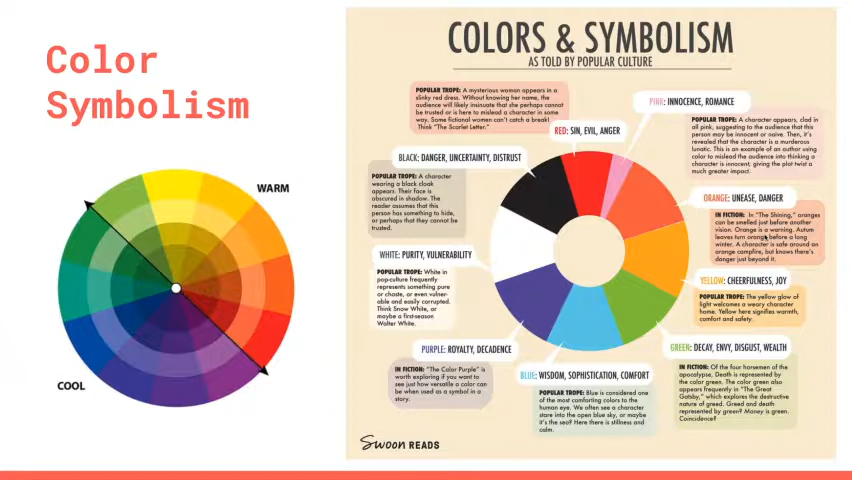 Color
Symbolism
WARM
COOL
COLORS & SYMBOLISM
AS TOLD BY POPULAR CULTURE
POPULAR TROPE: A mysterious woman appears in a
slinky red dress. Without knowing her name, the
audience will likely insinuate that she perhaps cannot
be trusted or is here to mislead a character in some
way. Some fictional women can't catch a break!
Think "The Scarlet Letter."
RED: SIN, EVIL, ANGER
PINK: INNOCENCE, ROMANCE
POPULAR TROPE: A character appears, clad in
all pink, suggesting to the audience that this
person may be innocent or naive. Then, it's
revealed that the character is a murderous
lunatic. This is an example of an author using
color to mislead the audience into thinking a
character is innocent, giving the plot twist a
much greater impact.
BLACK: DANGER, UNCERTAINTY, DISTRUST
POPULAR TROPE: A character
wearing a black cloak
appears. Their face is
obscured in shadow. The
reader assumes that this
person has something to hide,
or perhaps that they cannot be
trusted.
ORANGE: UNEASE, DANGER
IN FICTION: In "The Shining," oranges
can be smelled just before another
vision. Orange is a warning. Autumn
leaves turn orange before a long
winter. A character is safe around an
orange campfire, but knows there's
danger just beyond it.
WHITE: PURITY, VULNERABILITY
POPULAR TROPE: White in
pop-culture frequently
represents something pure
or chaste, or even vulner-
able and easily corrupted.
Think Snow White, or
maybe a first-season
Walter White.
YELLOW: CHEERFULNESS, JOY
POPULAR TROPE: The yellow glow of
light welcomes a weary character
home. Yellow here signifies warmth,
comfort and safety.
PURPLE: ROYALTY, DECADENCE
IN FICTION: "The Color Purple" is
worth exploring if you want to
see just how versatile a color can
be when used as a symbol in a
story.
BLUE: WISDOM, SOPHISTICATION, COMFORT
POPULAR TROPE: Blue is considered one
of the most comforting colors to the
human eye. We often see a character
stare into the open blue sky, or maybe
it's the sea? Here there is stillness and
calm.
GREEN: DECAY, ENVY, DISGUST, WEALTH
IN FICTION: Of the four horsemen of the
apocalypse, Death is represented by
the color green. The color green also
appears frequently in "The Great
Gatsby," which explores the destructive
nature of greed. Greed and death
represented by green? Money is green.
Coincidence?
Swoon READS